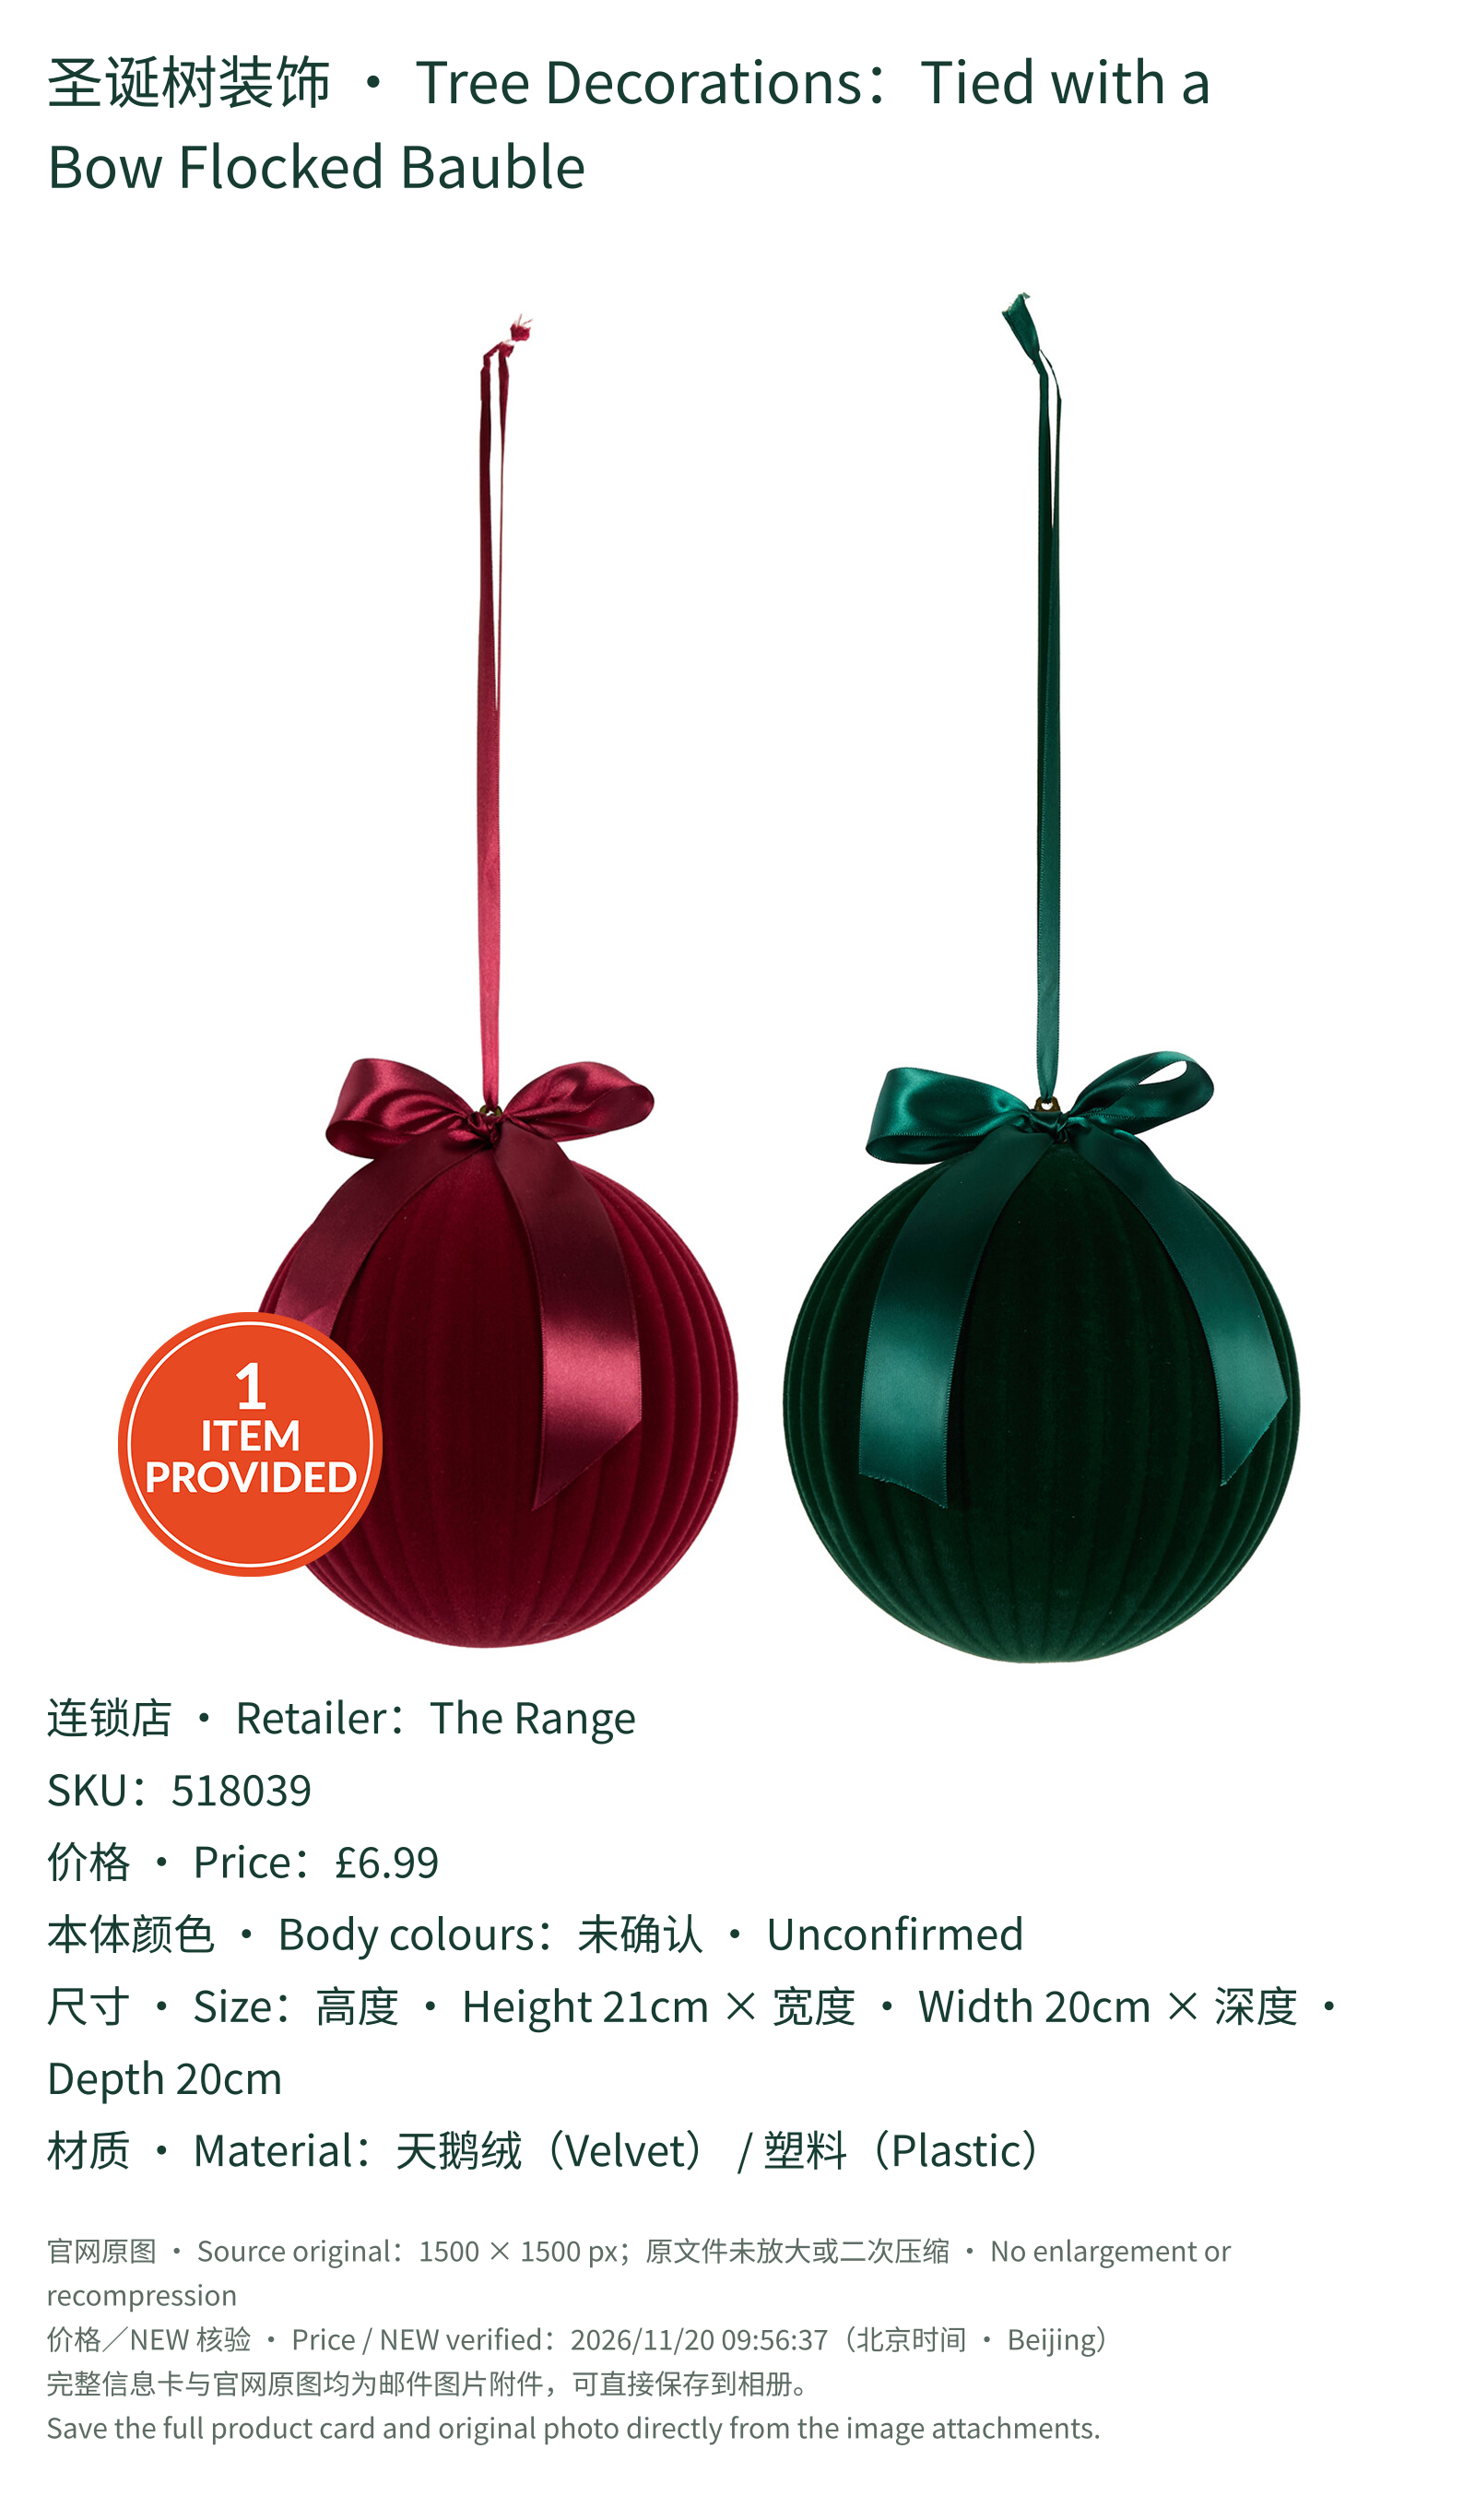 圣诞树装饰 · Tree Decorations：Tied with a
Bow Flocked Bauble
1
ITEM
PROVIDED
连锁店 · Retailer：The Range
SKU：518039
价格 · Price：£6.99
本体颜色 · Body colours：未确认 · Unconfirmed
尺寸 · Size：高度 · Height 21cm × 宽度 · Width 20cm × 深度 ·
Depth 20cm
材质 · Material：天鹅绒（Velvet） / 塑料（Plastic）
官网原图 · Source original：1500 × 1500 px；原文件未放大或二次压缩 · No enlargement or
recompression
价格／NEW 核验 · Price / NEW verified：2026/11/20 09:56:37（北京时间 · Beijing）
完整信息卡与官网原图均为邮件图片附件，可直接保存到相册。
Save the full product card and original photo directly from the image attachments.